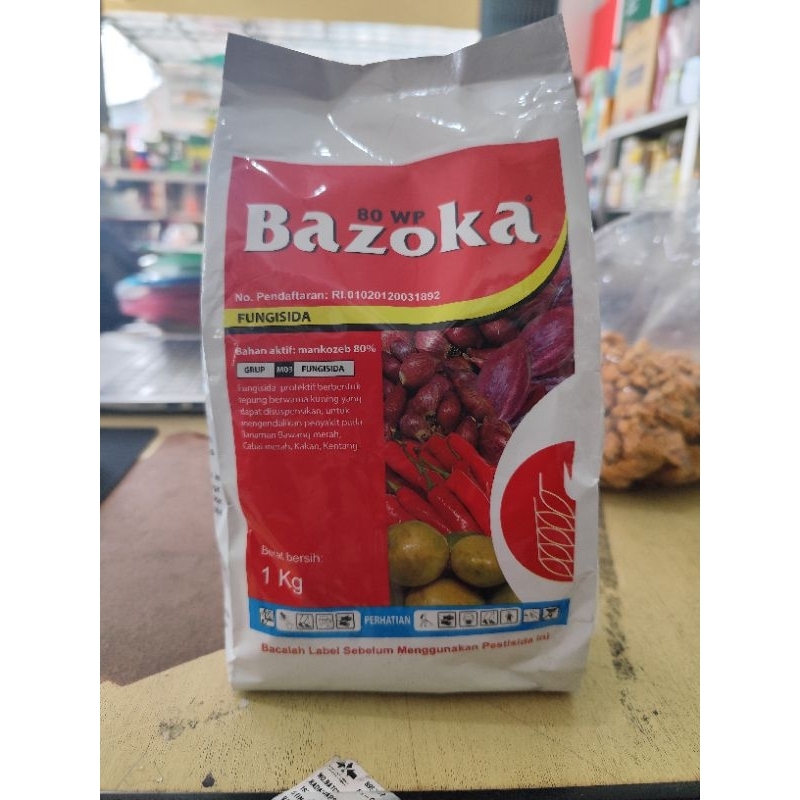 80 WP
Bazoka®
No. Pendaftaran: RI.01020120031892
FUNGISIDA
Bahan aktif: mankozeb 80%
GRUP M03 FUNGISIDA
Fungisida protektif berbentuk
tepung berwarna kuning yang
dapat disuspensikan, untuk
mengendalikan penyakit pada
tanaman Bawang merah,
Cabai merah, Kakao, Kentang.
Berat bersih:
1 Kg
PERHATIAN
Bacalah Label Sebelum Menggunakan Pestisida ini